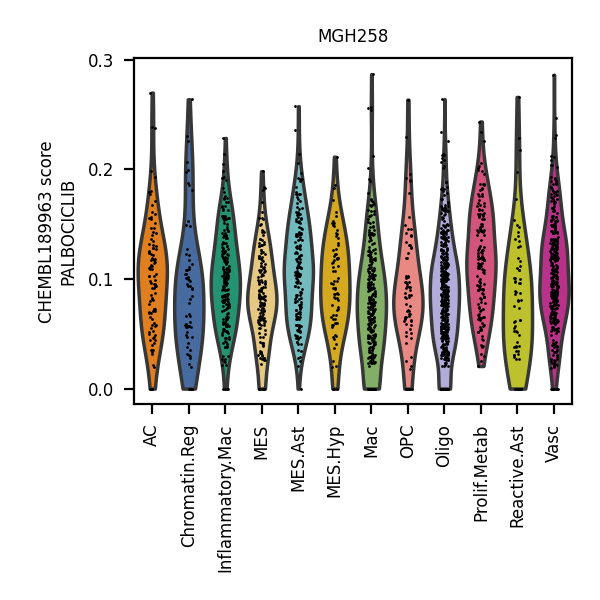 MGH258
CHEMBL189963 score
PALBOCICLIB
0.3
0.2
0.1
0.0
AC
Chromatin.Reg
Inflammatory.Mac
MES
MES.Ast
MES.Hyp
Mac
OPC
Oligo
Prolif.Metab
Reactive.Ast
Vasc